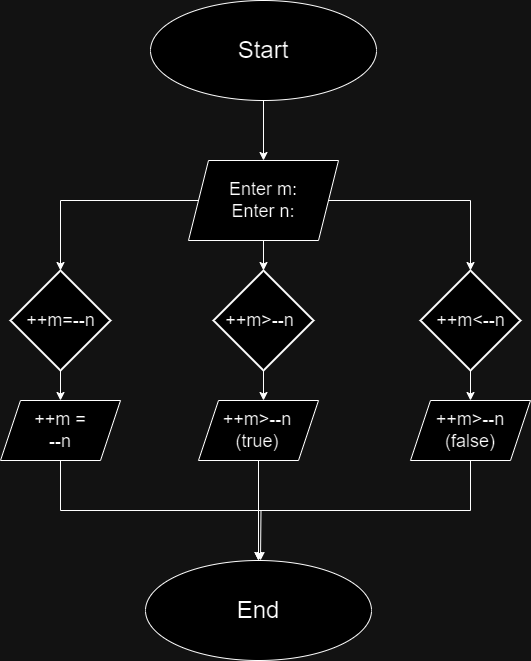 Start
Enter m:
Enter n:
++m=--n
++m>--n
++m<--n
++m =
--n
++m>--n
(true)
++m>--n
(false)
End